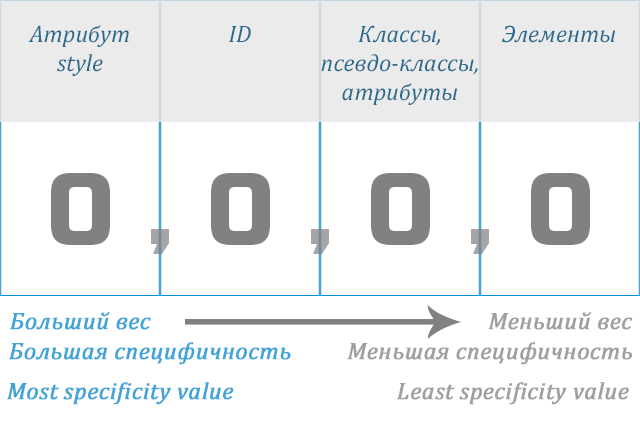 Атрибут
style
ID
Классы,
псевдо-классы,
атрибуты
Элементы
0,0,0,0
Больший вес
Меньший вес
Большая специфичность
Меньшая специфичность
Most specificity value
Least specificity value